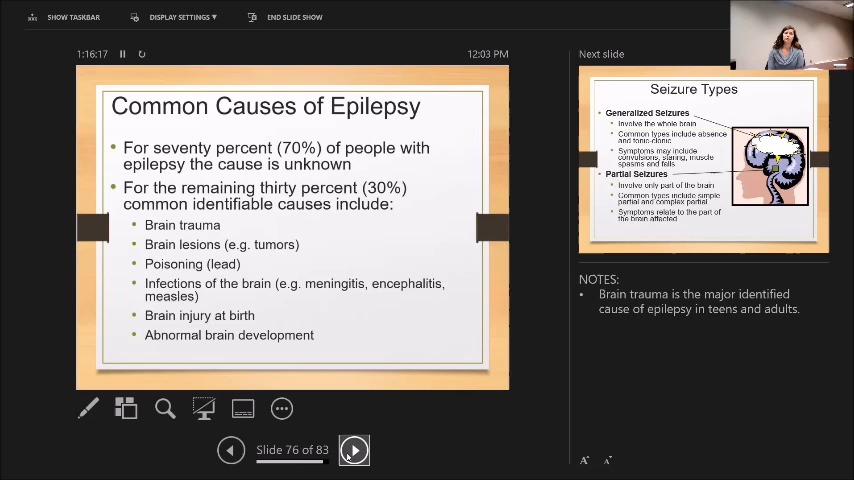 SHOW TASKBAR
DISPLAY SETTINGS ▼
END SLIDE SHOW
1:16:17
12:03 PM
Common Causes of Epilepsy
• For seventy percent (70%) of people with
epilepsy the cause is unknown
• For the remaining thirty percent (30%)
common identifiable causes include:
• Brain trauma
• Brain lesions (e.g. tumors)
• Poisoning (lead)
• Infections of the brain (e.g. meningitis, encephalitis,
measles)
• Brain injury at birth
• Abnormal brain development
Slide 76 of 83
Next slide
Seizure Types
• Generalized Seizures
• Involve the whole brain
• Common types include absence
and tonic-clonic
• Symptoms may include
convulsions, staring, muscle
spasms and falls
• Partial Seizures
• Involve only part of the brain
• Common types include simple
partial and complex partial
• Symptoms relate to the part of
the brain affected
NOTES:
• Brain trauma is the major identified
cause of epilepsy in teens and adults.
A A